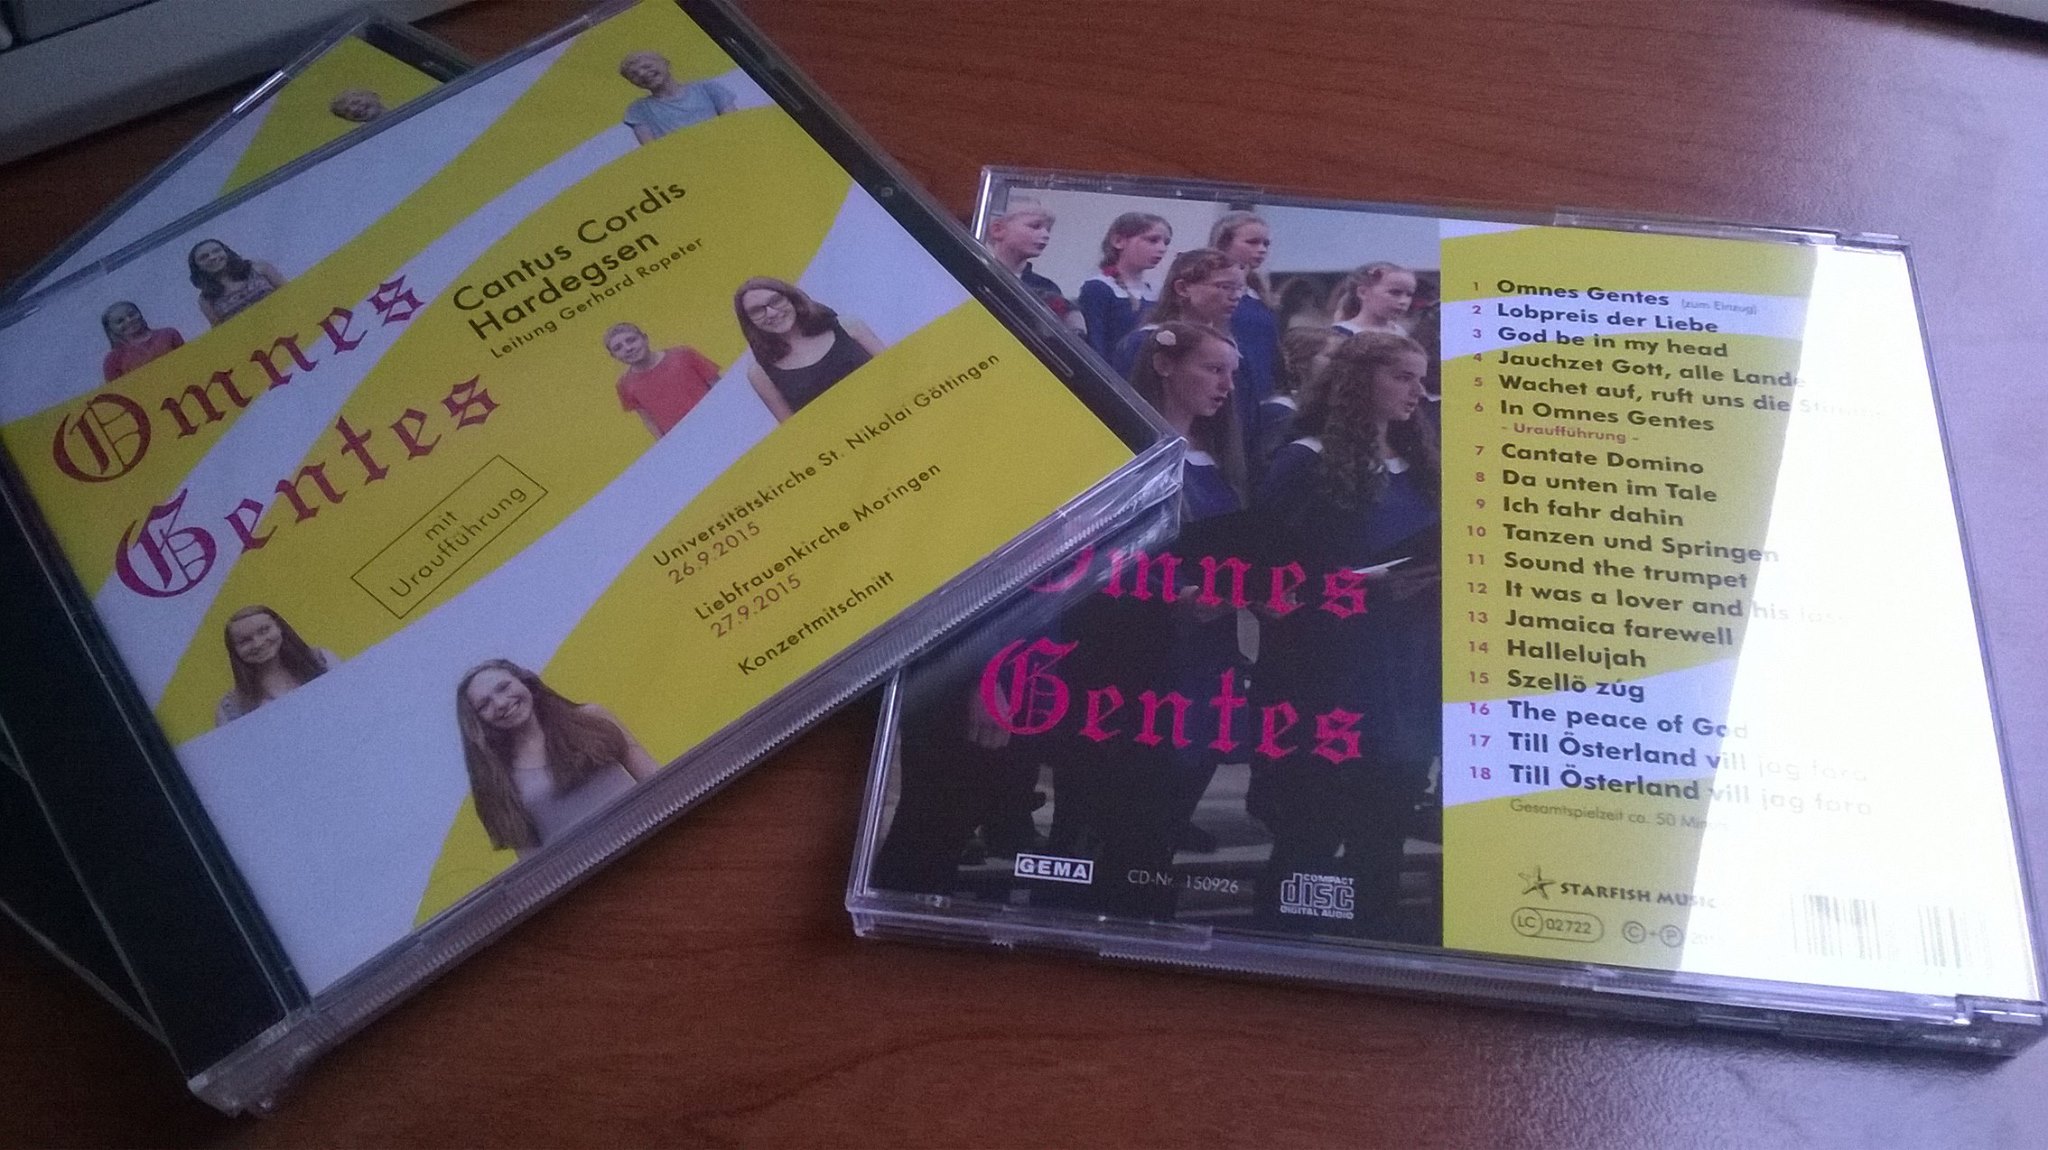 Omnes
Gentes
Cantus Cordis
Hardegsen
Leitung Gerhard Ropeter
mit
Uraufführung
Universitätskirche St. Nikolai Göttingen
26.9.2015
Liebfrauenkirche Moringen
27.9.2015
Konzertmitschnitt
Omnes
Gentes
GEMA
CD-Nr. 150926
COMPACT
disc
DIGITAL AUDIO
1 Omnes Gentes (zum Einzug)
2 Lobpreis der Liebe
3 God be in my head
4 Jauchzet Gott, alle Lande
5 Wachet auf, ruft uns die Stimme
6 In Omnes Gentes
- Uraufführung -
7 Cantate Domino
8 Da unten im Tale
9 Ich fahr dahin
10 Tanzen und Springen
11 Sound the trumpet
12 It was a lover and his lass
13 Jamaica farewell
14 Hallelujah
15 Szellö zúg
16 The peace of God
17 Till Österland vill jag fara
18 Till Österland vill jag fara
Gesamtspielzeit ca. 50
STARFISH MUSIC
LC 02722
C + P